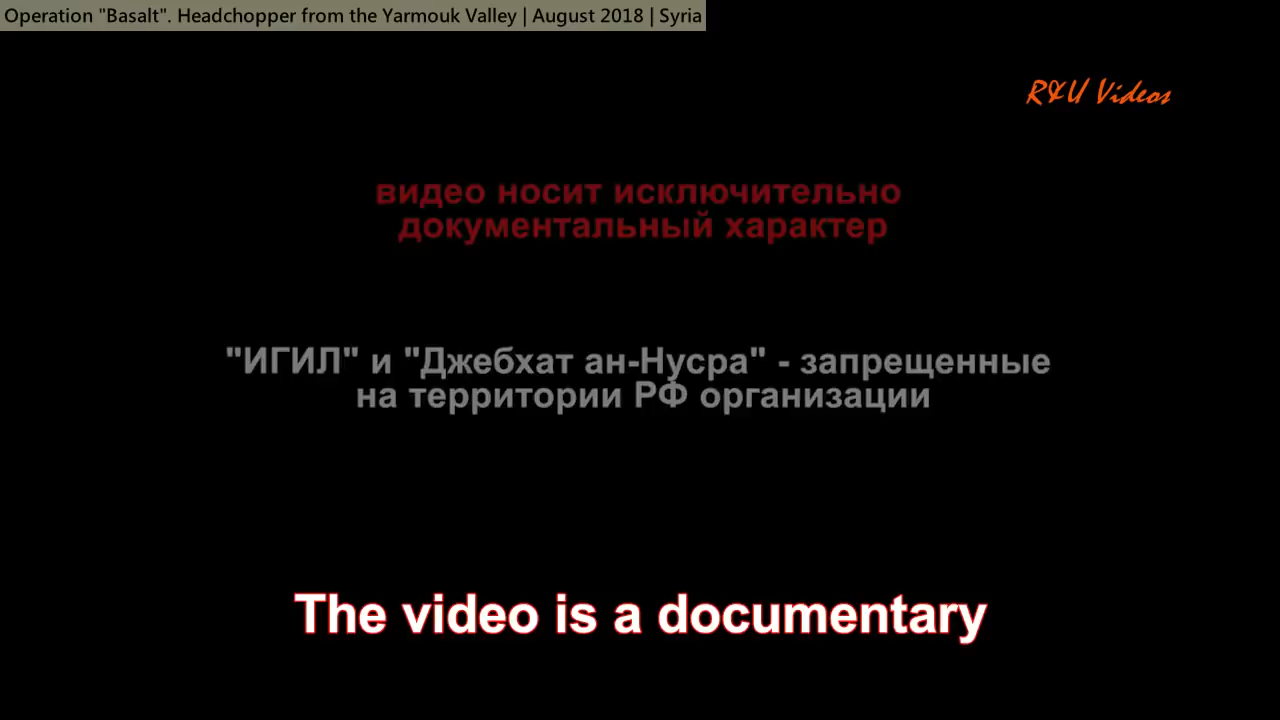 Operation "Basalt". Headchopper from the Yarmouk Valley | August 2018 | Syria
R&U Videos
видео носит исключительно
документальный характер
"ИГИЛ" и "Джебхат ан-Нусра" - запрещенные
на территории РФ организации
The video is a documentary